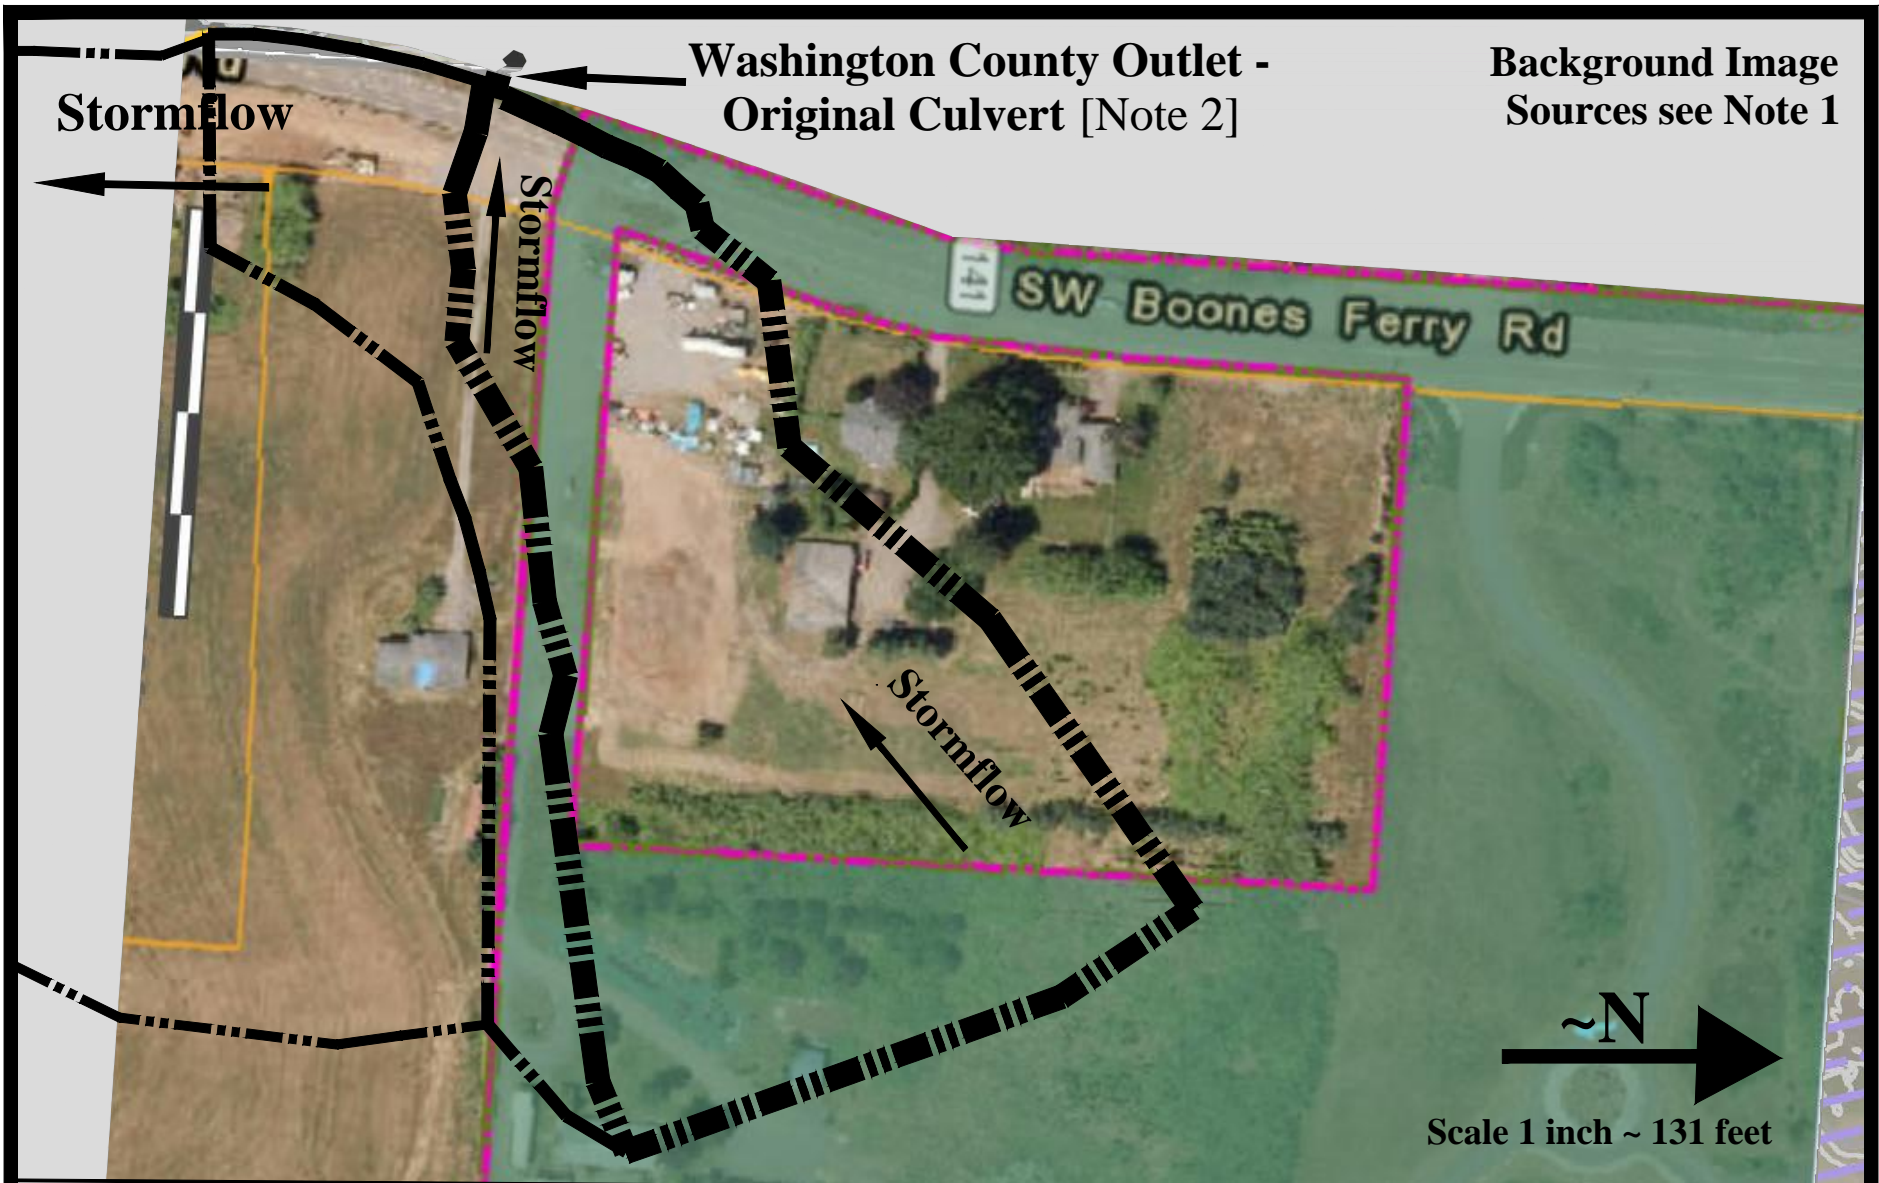 Washington County Outlet -
Original Culvert [Note 2]
Background Image
Sources see Note 1
Stormflow
Stormflow
141
SW Boones Ferry Rd
Stormflow
~N
Scale 1 inch ~ 131 feet